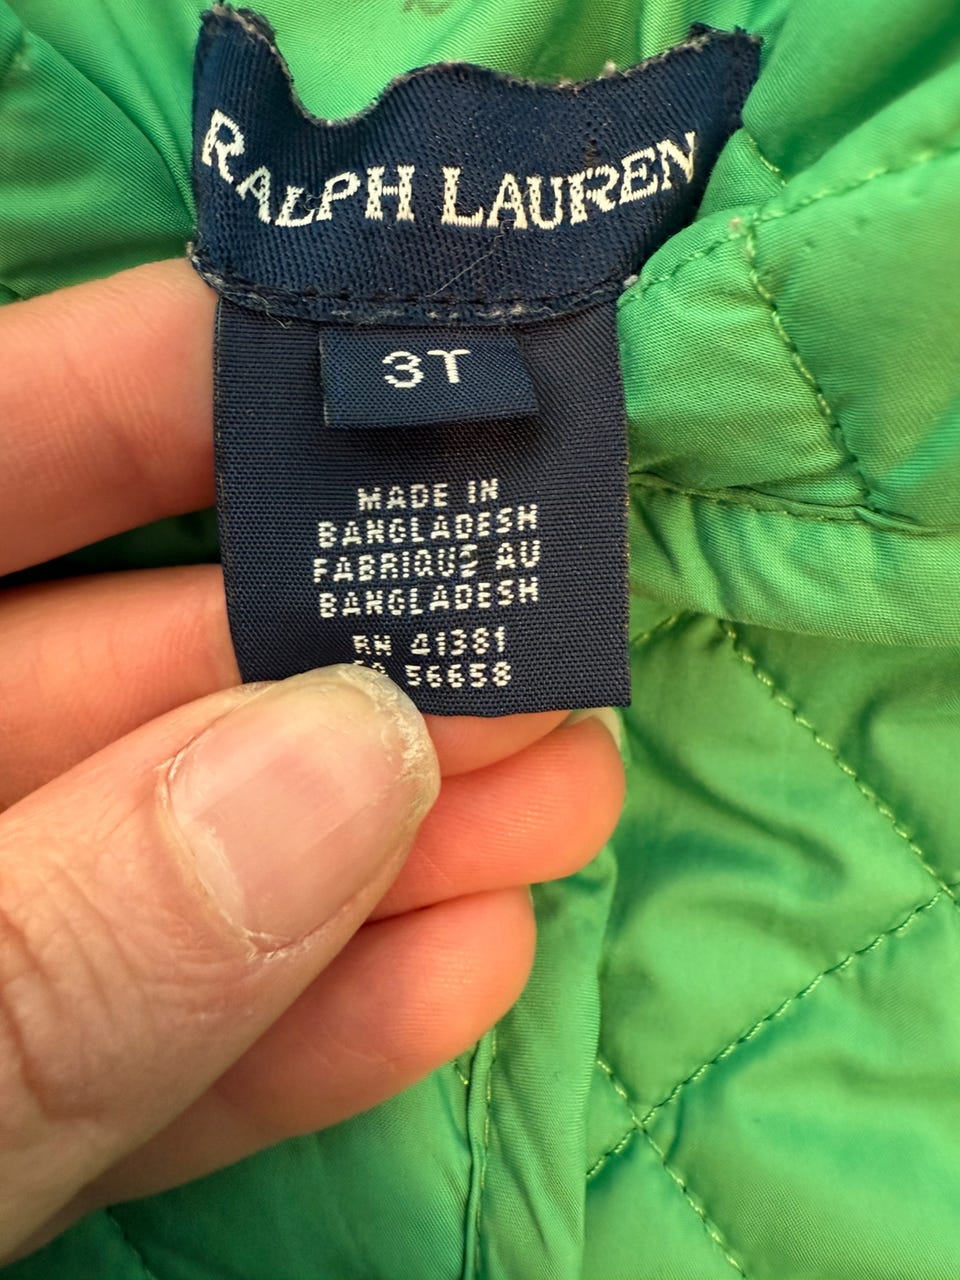 RALPH LAUREN
3T
MADE IN
BANGLADESH
FABRIQUE AU
BANGLADESH
RN 41381
56658